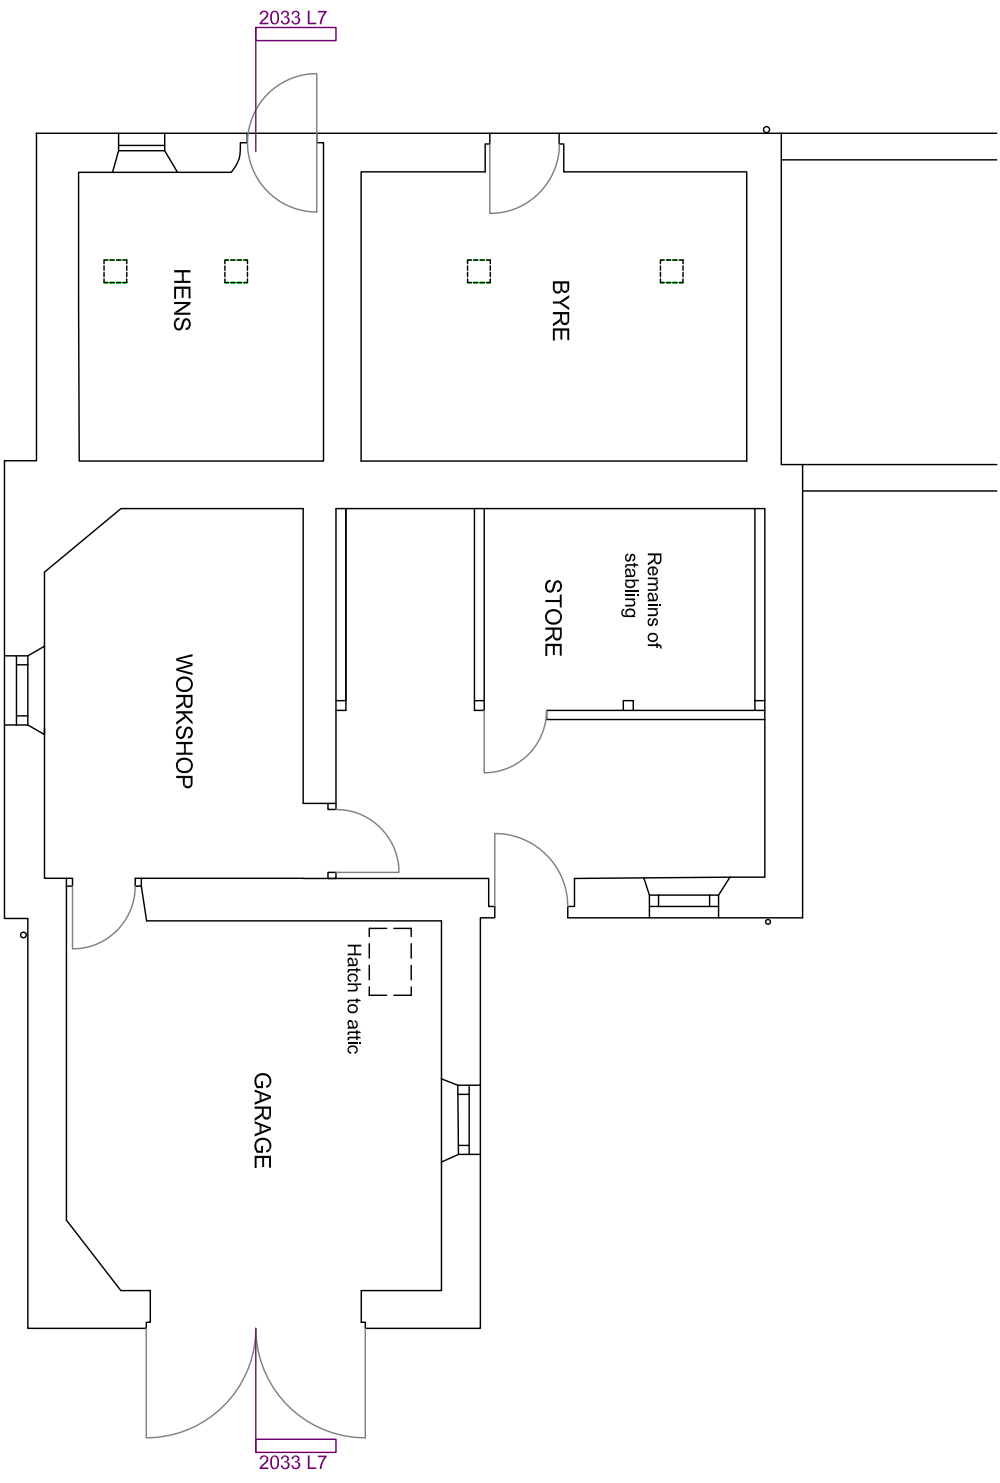 2033 L7
HENS
BYRE
Remains of
stabling
STORE
WORKSHOP
Hatch to attic
GARAGE
2033 L7